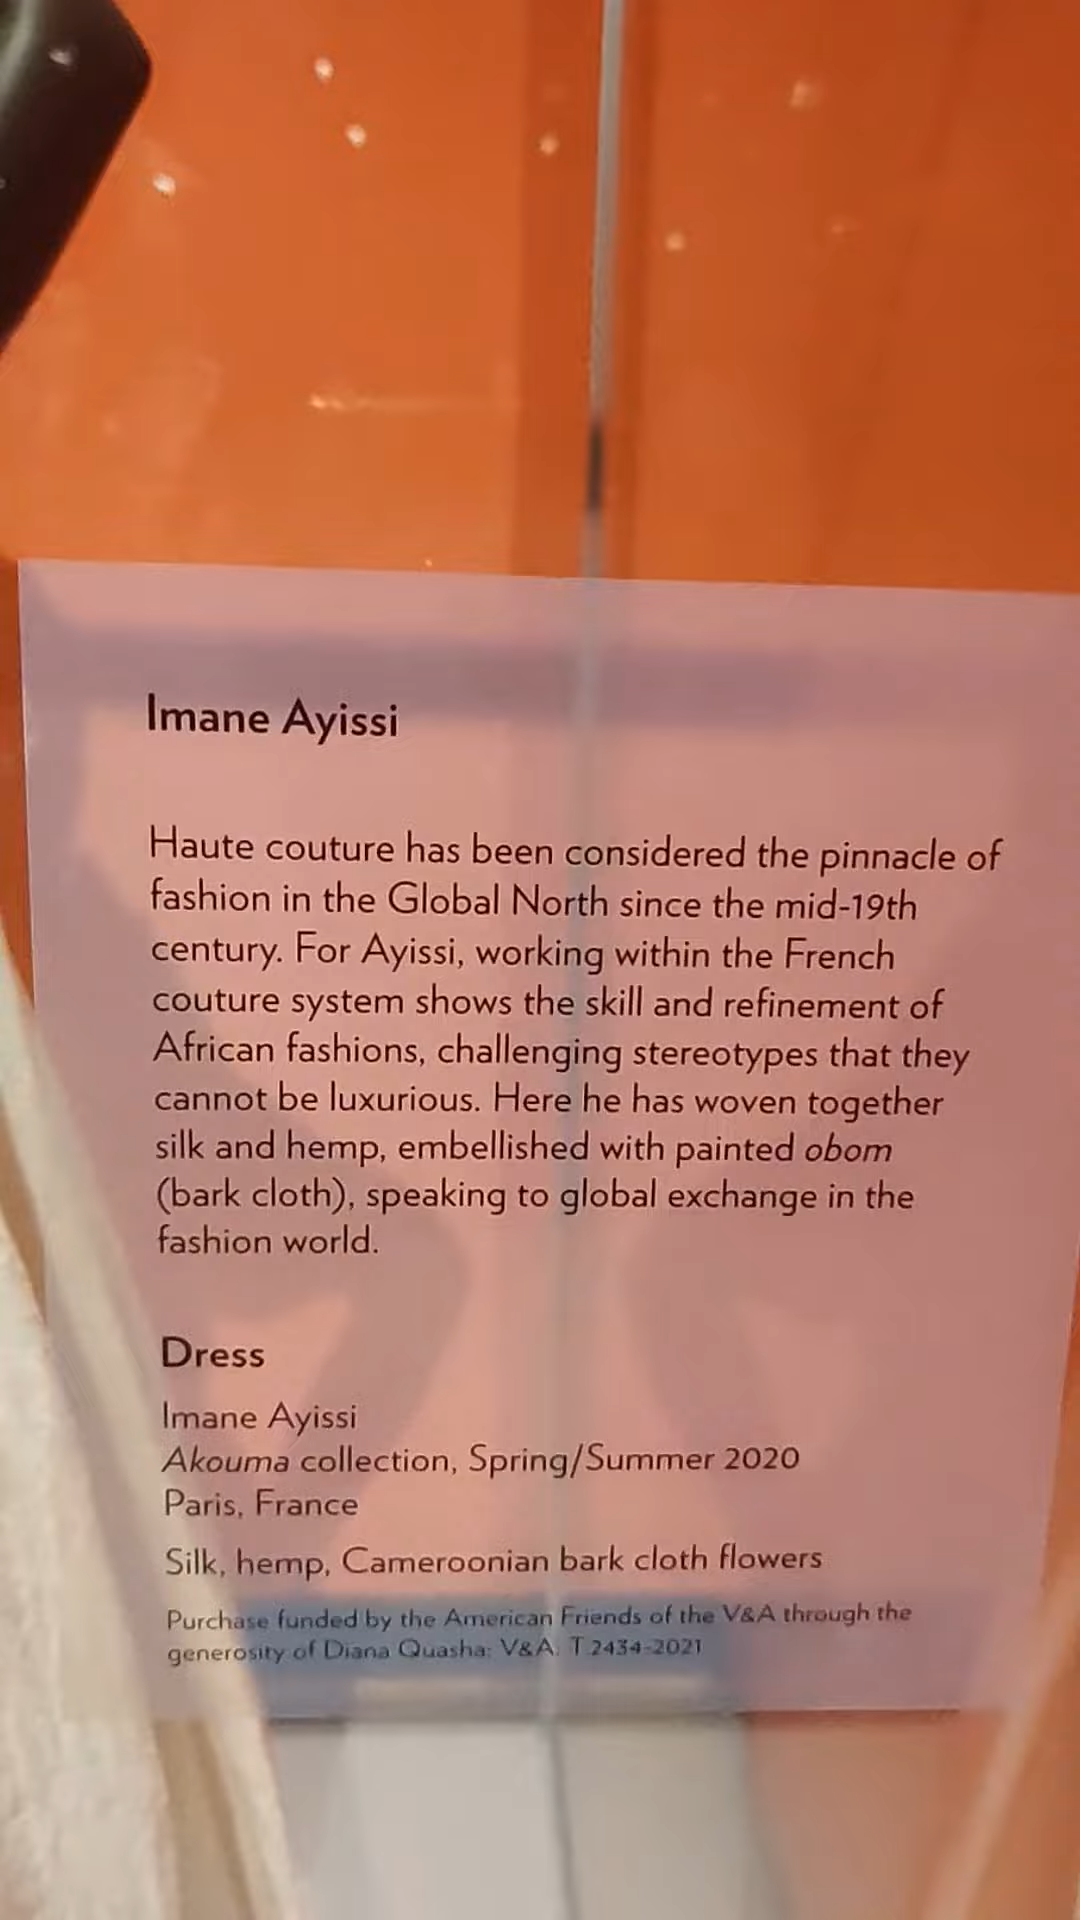 Imane Ayissi
Haute couture has been considered the pinnacle of
fashion in the Global North since the mid-19th
century. For Ayissi, working within the French
couture system shows the skill and refinement of
African fashions, challenging stereotypes that they
cannot be luxurious. Here he has woven together
silk and hemp, embellished with painted obom
(bark cloth), speaking to global exchange in the
fashion world.
Dress
Imane Ayissi
Akouma collection, Spring/Summer 2020
Paris, France
Silk, hemp, Cameroonian bark cloth flowers
Purchase funded by the American Friends of the V&A through the
generosity of Diana Quasha; V&A: T.2434-2021